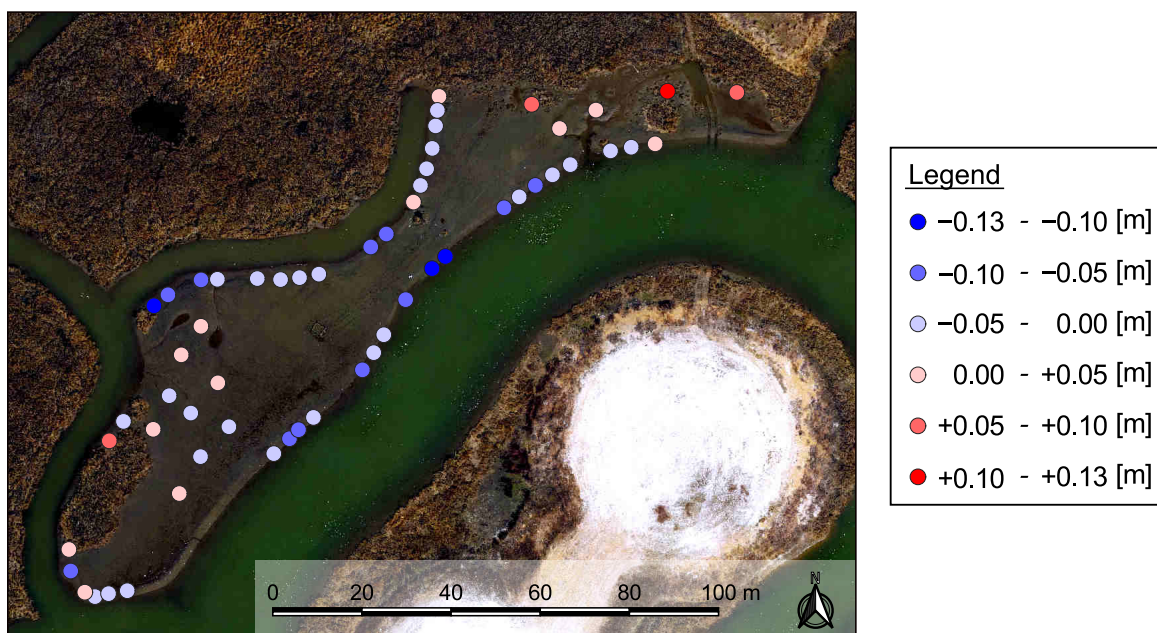 Legend
−0.13 - −0.10 [m]
−0.10 - −0.05 [m]
−0.05 - 0.00 [m]
0.00 - +0.05 [m]
+0.05 - +0.10 [m]
+0.10 - +0.13 [m]
0 20 40 60 80 100 m
N